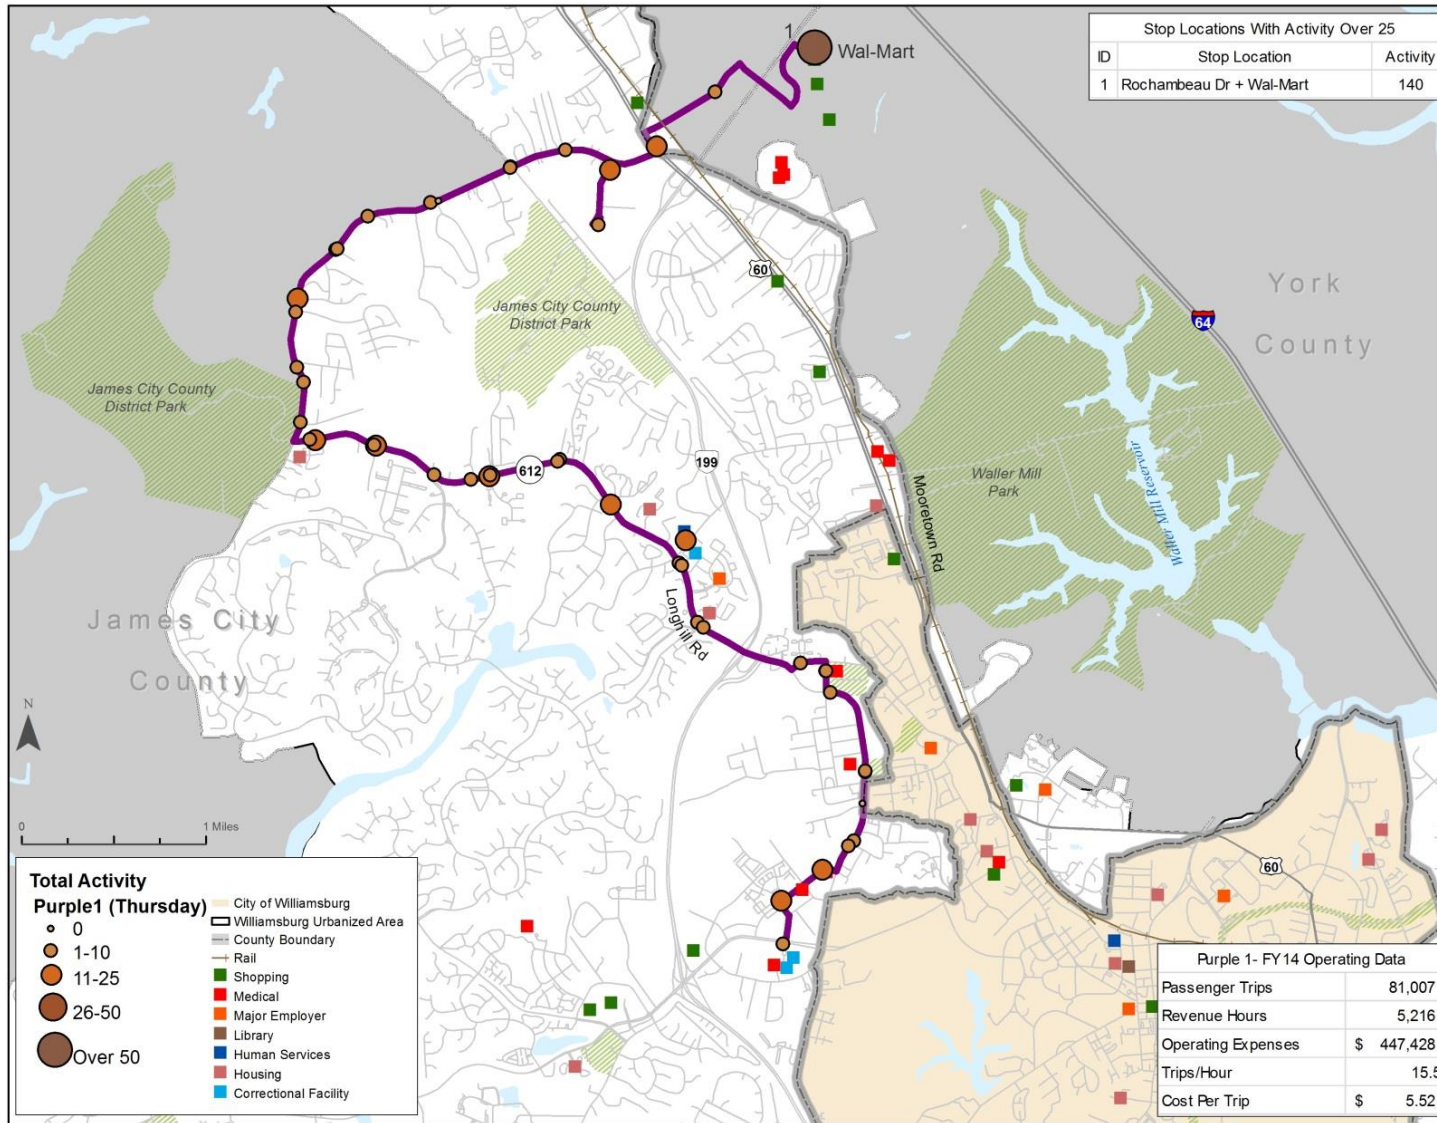 Stop Locations With Activity Over 25
ID Stop Location Activity
1 Rochambeau Dr + Wal-Mart 140
1
Wal-Mart
60
James City County
District Park
York
County
64
James City County
District Park
199
612
Waller Mill
Park
Waller Mill Reservoir
Mooretown Rd
Longhill Rd
James City
County
N
0 1 Miles
60
Total Activity
Purple1 (Thursday)
0
1-10
11-25
26-50
Over 50
City of Williamsburg
Williamsburg Urbanized Area
County Boundary
Rail
Shopping
Medical
Major Employer
Library
Human Services
Housing
Correctional Facility
Purple 1- FY14 Operating Data
Passenger Trips 81,007
Revenue Hours 5,216
Operating Expenses $ 447,428
Trips/Hour 15.5
Cost Per Trip $ 5.52